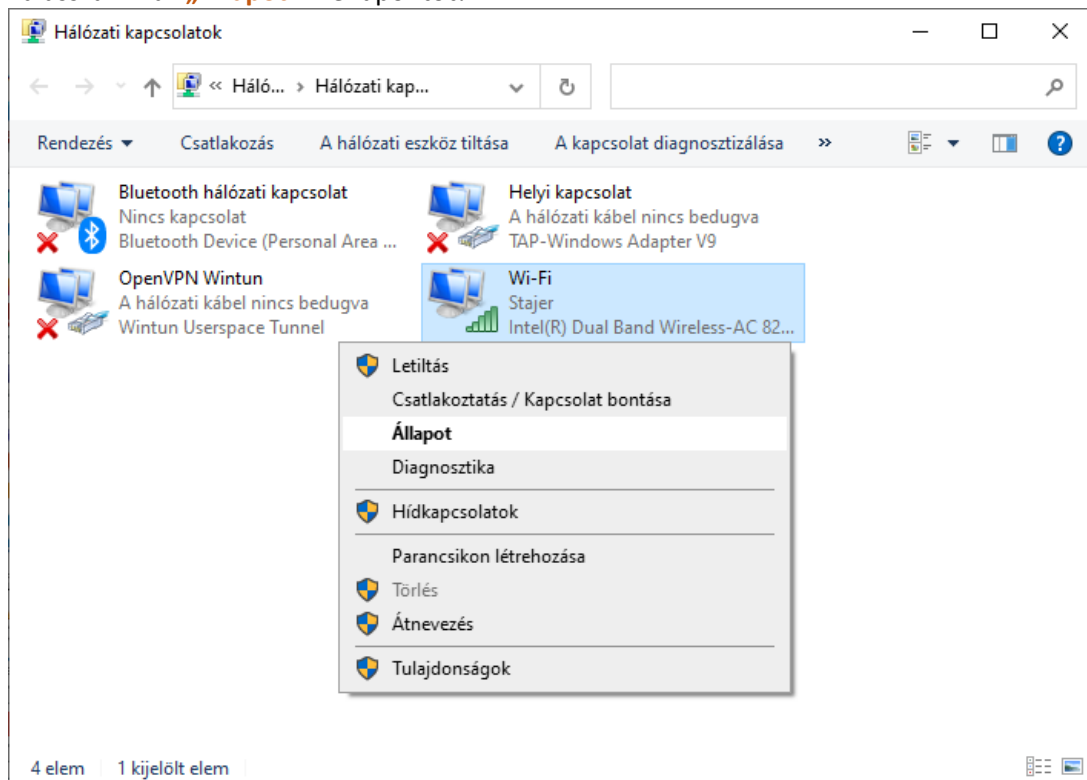 Hálózati kapcsolatok
« Háló... › Hálózati kap...
Rendezés
Csatlakozás
A hálózati eszköz tiltása
A kapcsolat diagnosztizálása
»
Bluetooth hálózati kapcsolat
Nincs kapcsolat
Bluetooth Device (Personal Area ...
Helyi kapcsolat
A hálózati kábel nincs bedugva
TAP-Windows Adapter V9
OpenVPN Wintun
A hálózati kábel nincs bedugva
Wintun Userspace Tunnel
Wi-Fi
Stajer
Intel(R) Dual Band Wireless-AC 82...
Letiltás
Csatlakoztatás / Kapcsolat bontása
Állapot
Diagnosztika
Hídkapcsolatok
Parancsikon létrehozása
Törlés
Átnevezés
Tulajdonságok
4 elem
1 kijelölt elem